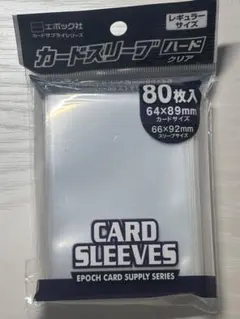 エポック社
カードサプライシリーズ
レギュラー
サイズ
カードスリーブ ハード
クリア
80枚入
64×89mm
カードサイズ
66×92mm
スリーブサイズ
CARD
SLEEVES
EPOCH CARD SUPPLY SERIES